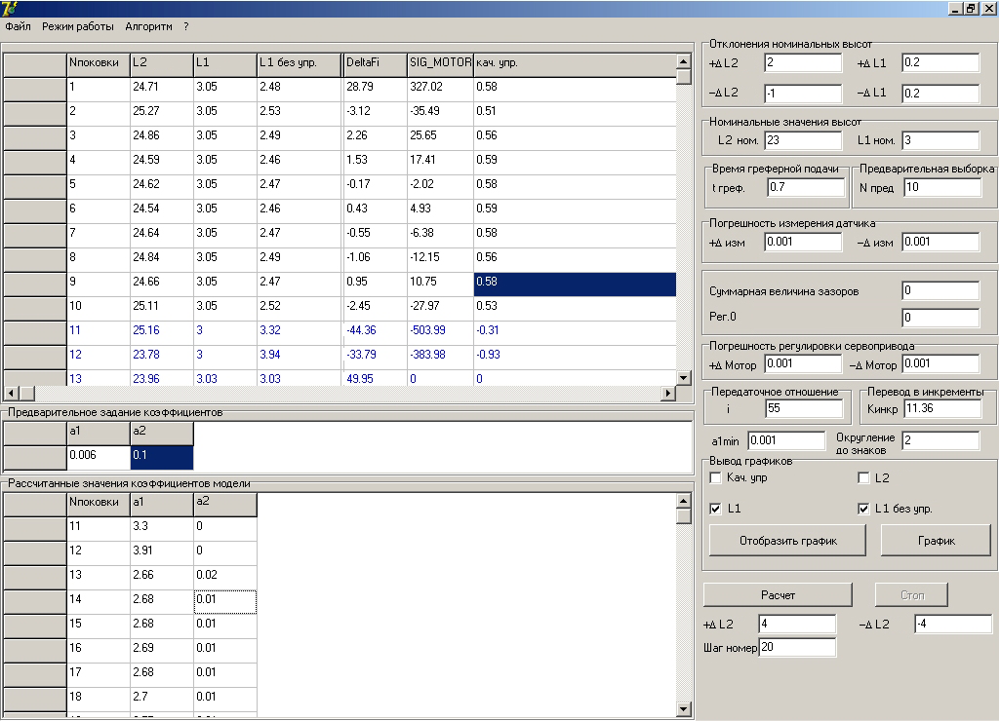 Файл Режим работы Алгоритм ?
Nпоковки L2 L1 L1 без упр. DeltaFi SIG_MOTOR кач. упр.
1 24.71 3.05 2.48 28.79 327.02 0.58
2 25.27 3.05 2.53 -3.12 -35.49 0.51
3 24.86 3.05 2.49 2.26 25.65 0.56
4 24.59 3.05 2.46 1.53 17.41 0.59
5 24.62 3.05 2.47 -0.17 -2.02 0.58
6 24.54 3.05 2.46 0.43 4.93 0.59
7 24.64 3.05 2.47 -0.55 -6.38 0.58
8 24.84 3.05 2.49 -1.06 -12.15 0.56
9 24.66 3.05 2.47 0.95 10.75 0.58
10 25.11 3.05 2.52 -2.45 -27.97 0.53
11 25.16 3 3.32 -44.36 -503.99 -0.31
12 23.78 3 3.94 -33.79 -383.98 -0.93
13 23.96 3.03 3.03 49.95 0 0
Предварительное задание коэффициентов
a1 a2
0.006 0.1
Рассчитанные значения коэффициентов модели
Nпоковки a1 a2
11 3.3 0
12 3.91 0
13 2.66 0.02
14 2.68 0.01
15 2.68 0.01
16 2.69 0.01
17 2.68 0.01
18 2.7 0.01
Отклонения номинальных высот
+Δ L2 2 +Δ L1 0.2
−Δ L2 -1 −Δ L1 0.2
Номинальные значения высот
L2 ном. 23 L1 ном. 3
Время греферной подачи
t греф. 0.7
Предварительная выборка
N пред 10
Погрешность измерения датчика
+Δ изм 0.001 −Δ изм 0.001
Суммарная величина зазоров 0
Рег.0 0
Погрешность регулировки сервопривода
+Δ Мотор 0.001 −Δ Мотор 0.001
Передаточное отношение
i 55
Перевод в инкременты
Кинкр 11.36
a1min 0.001
Округление
до знаков 2
Вывод графиков
Кач. упр L2
L1 L1 без упр.
Отобразить график График
Расчет Стоп
+Δ L2 4 −Δ L2 -4
Шаг номер 20